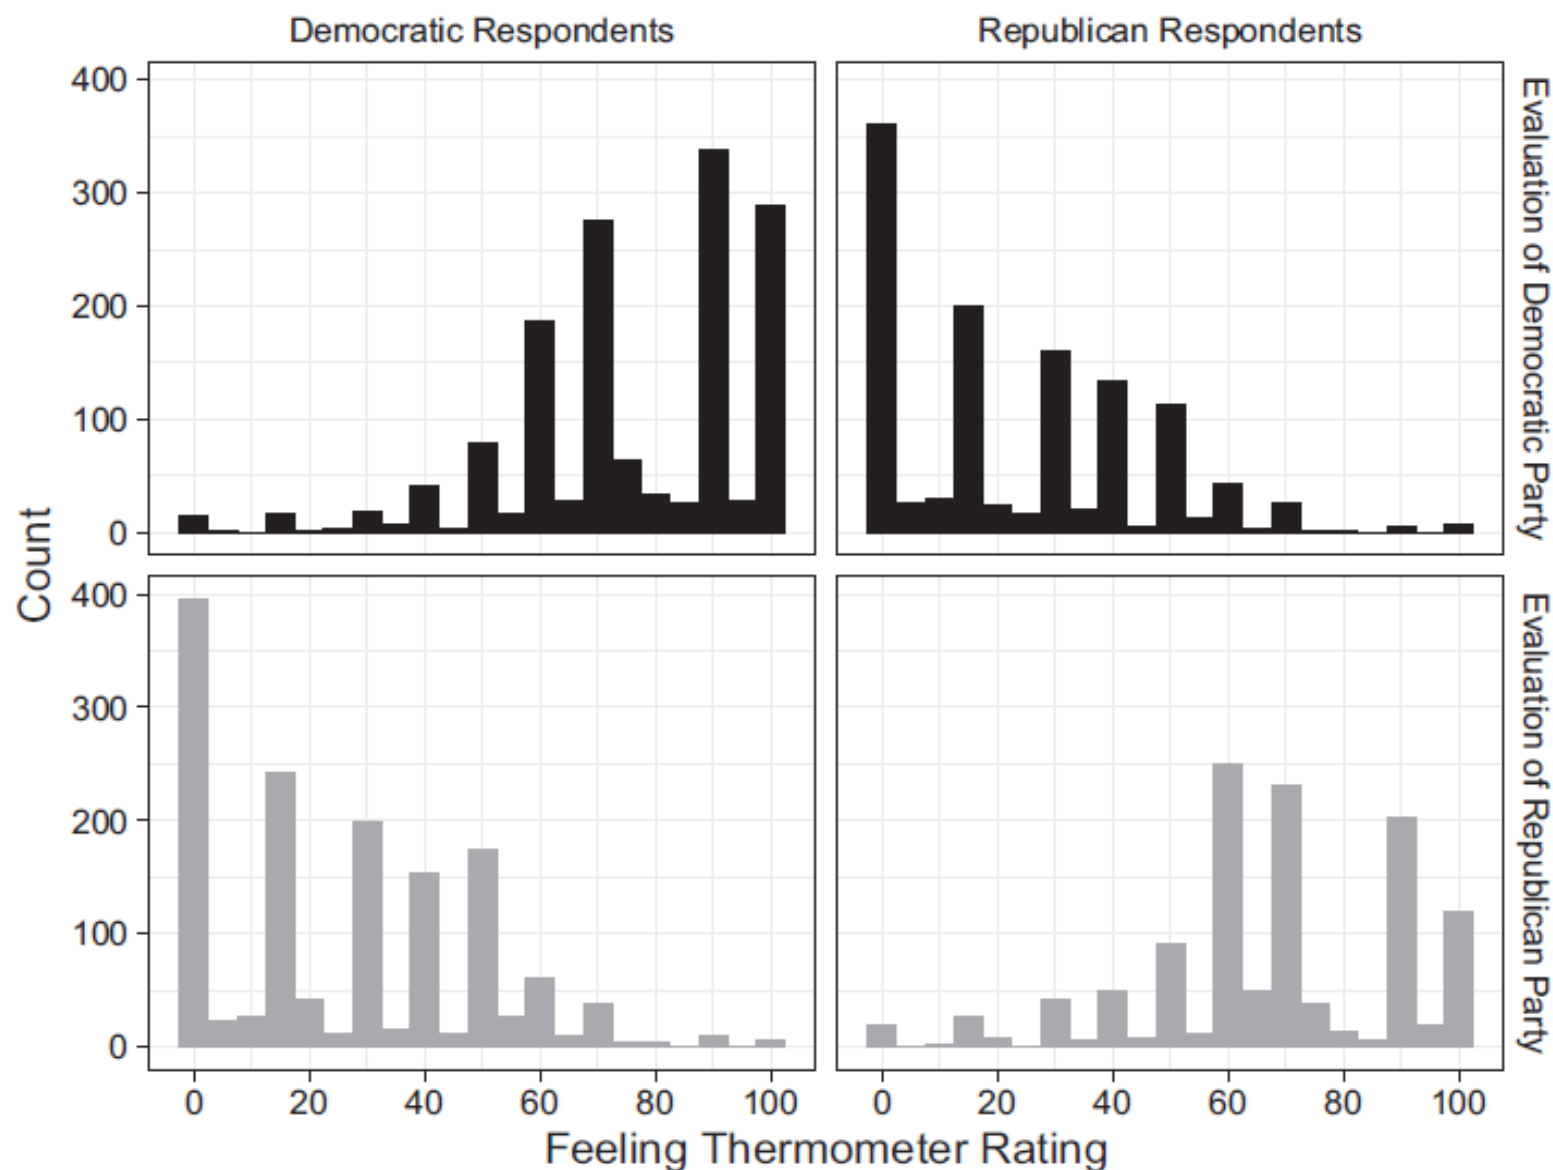 Democratic Respondents
Republican Respondents
400
300
200
100
0
Evaluation of Democratic Party
Count
400
300
200
100
0
Evaluation of Republican Party
0 20 40 60 80 100
0 20 40 60 80 100
Feeling Thermometer Rating